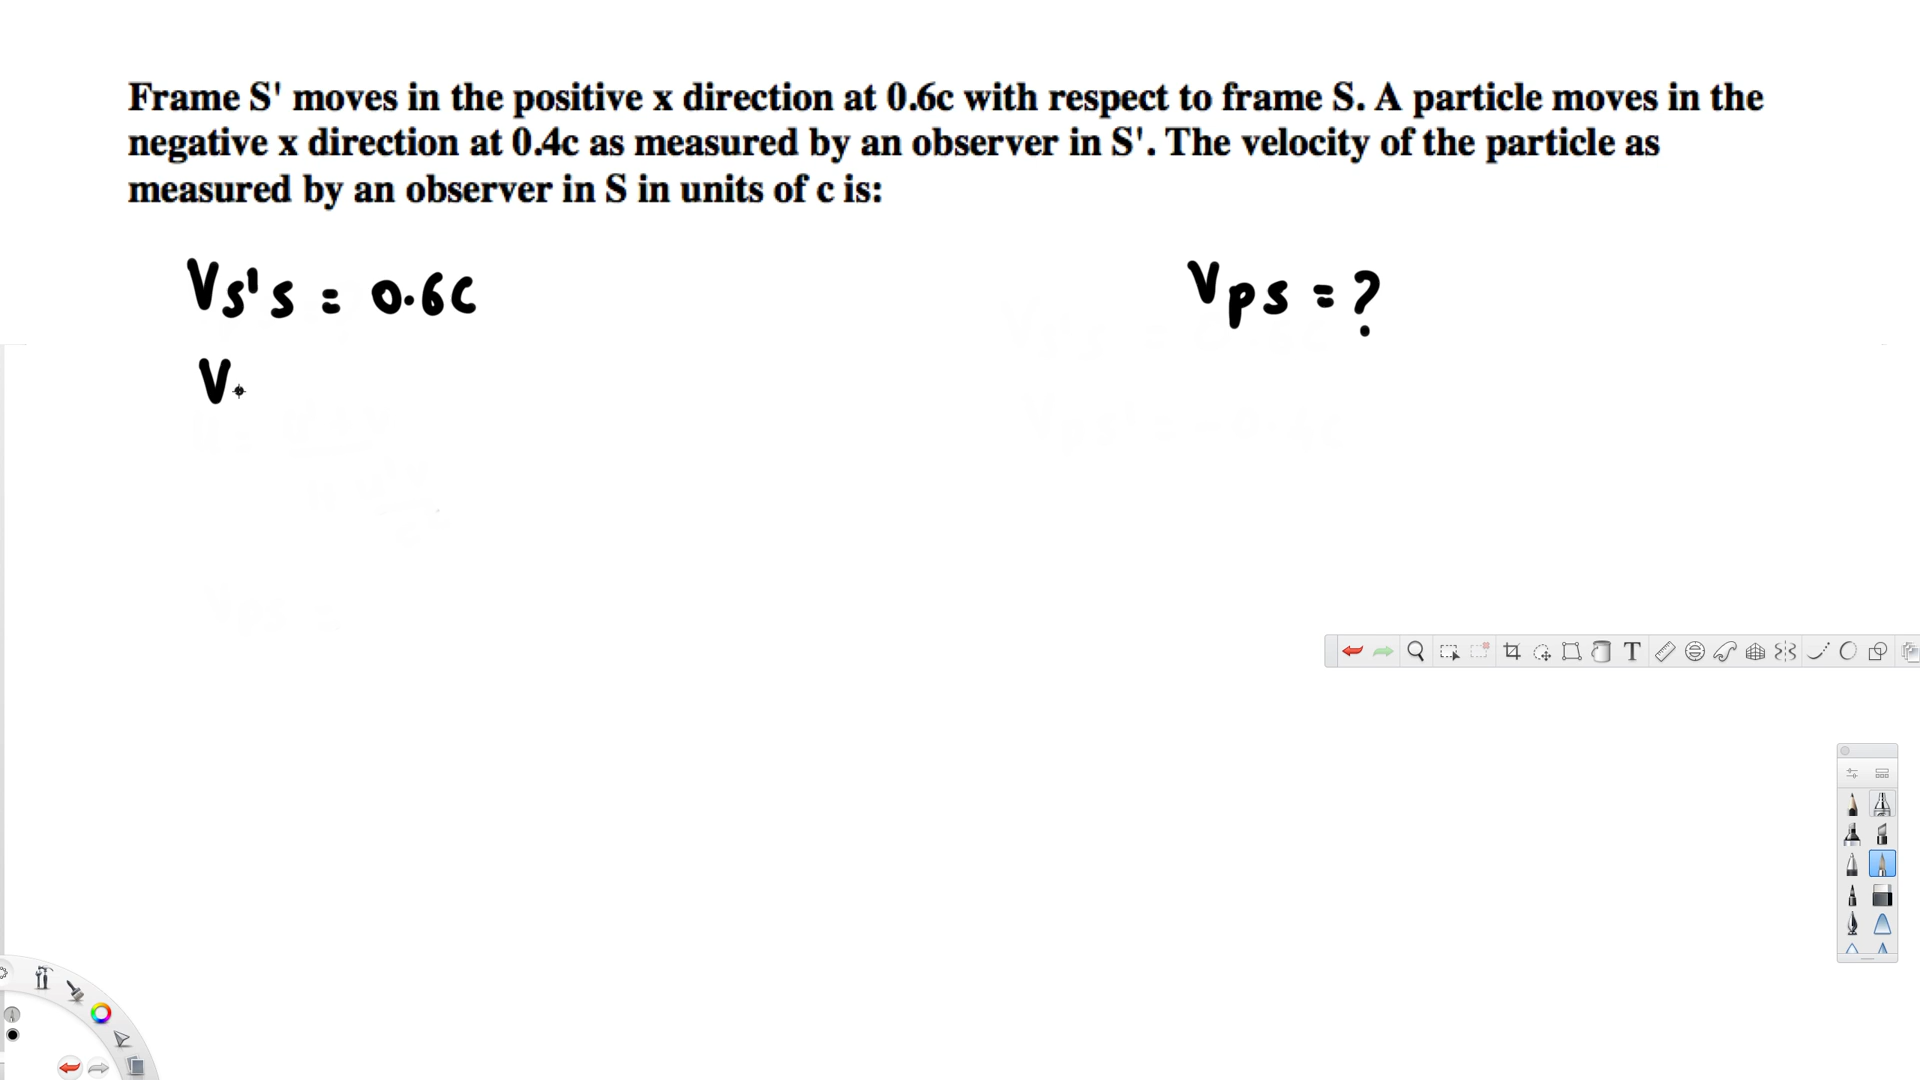 Frame S' moves in the positive x direction at 0.6c with respect to frame S. A particle moves in the
negative x direction at 0.4c as measured by an observer in S'. The velocity of the particle as
measured by an observer in S in units of c is:
Vs's = 0.6C
Vps = ?
V
T